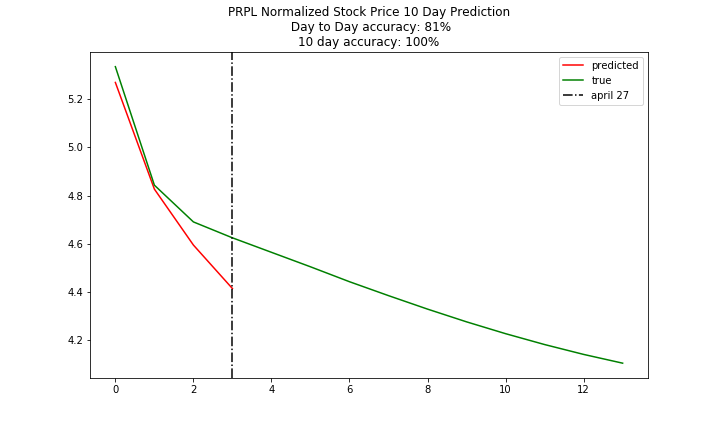 PRPL Normalized Stock Price 10 Day Prediction
Day to Day accuracy: 81%
10 day accuracy: 100%
predicted
true
april 27
5.2
5.0
4.8
4.6
4.4
4.2
0 2 4 6 8 10 12